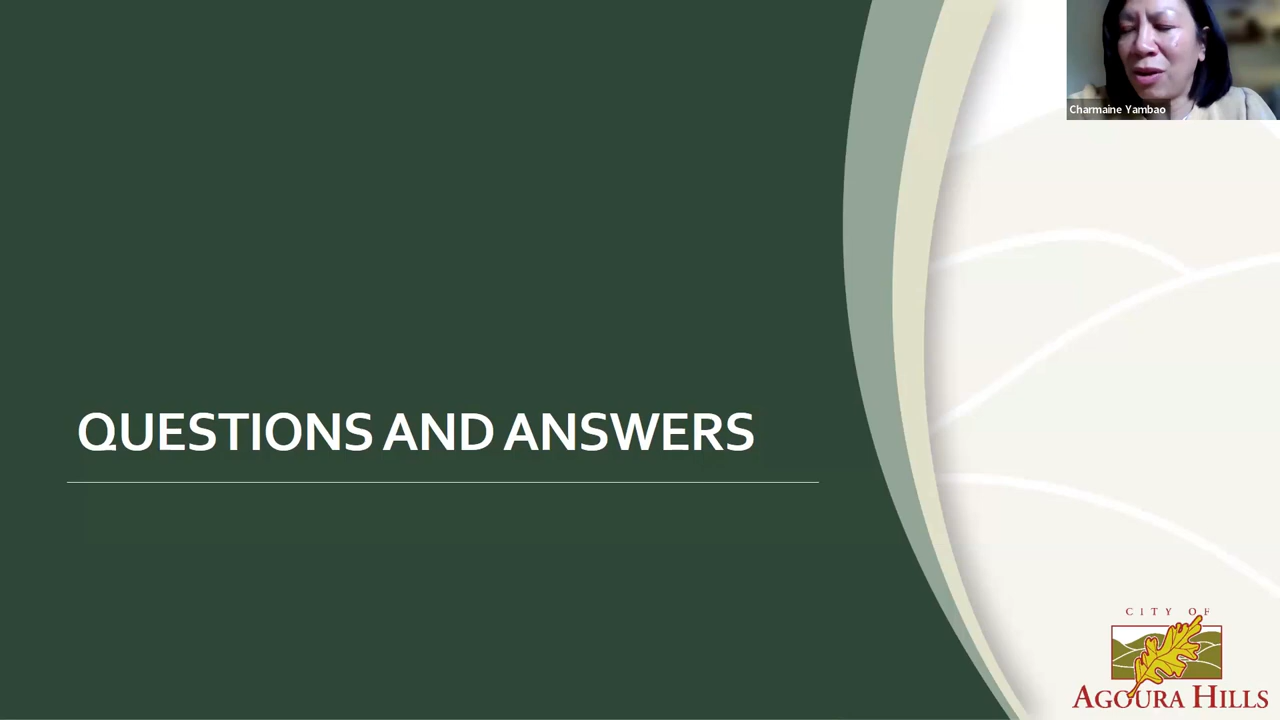 Charmaine Yambao
QUESTIONS AND ANSWERS
CITY OF
AGOURA HILLS